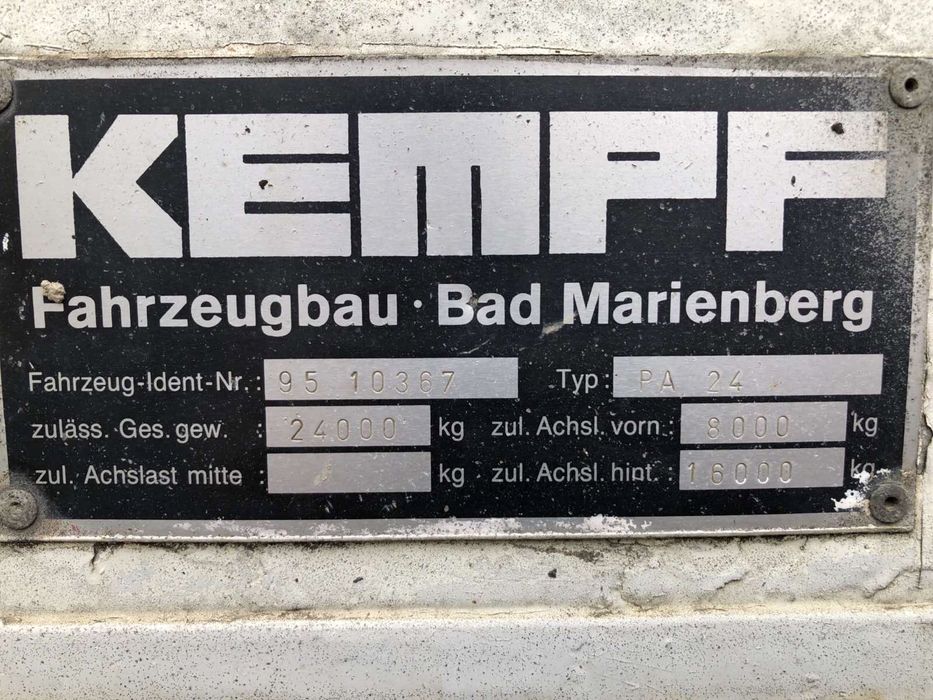 KEMPF
Fahrzeugbau · Bad Marienberg
Fahrzeug-Ident-Nr.: 95 10367 Typ: PA 24
zuläss. Ges. gew. : 24000 kg zul. Achsl. vorn.: 8000 kg
zul. Achslast mitte : / kg zul. Achsl. hint. : 16000 kg